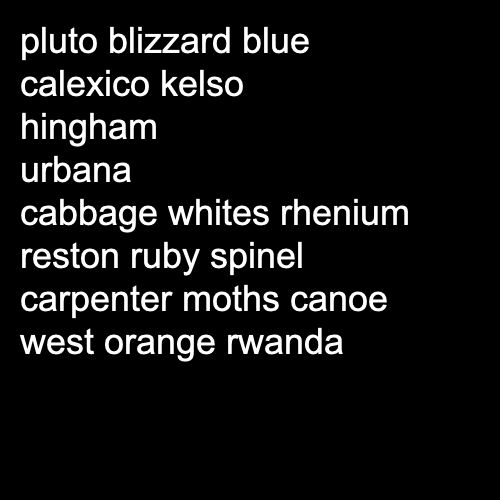 pluto blizzard blue
calexico kelso
hingham
urbana
cabbage whites rhenium
reston ruby spinel
carpenter moths canoe
west orange rwanda